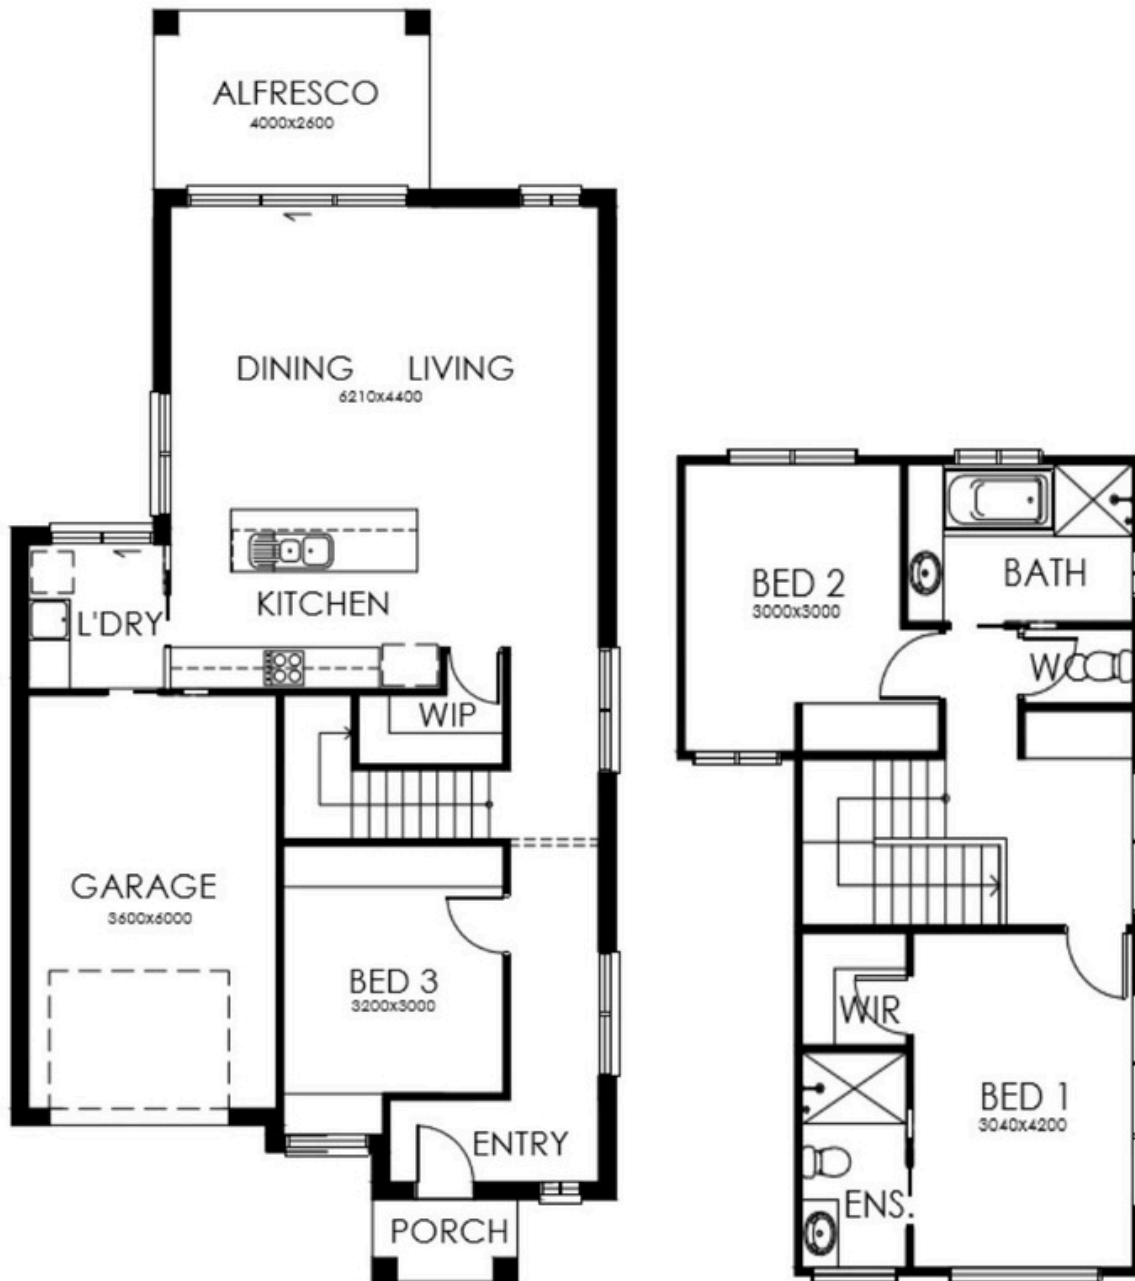 ALFRESCO
4000x2600
DINING LIVING
6210x4400
KITCHEN
L'DRY
WIP
GARAGE
3600x6000
BED 3
3200x3000
ENTRY
PORCH
BED 2
3000x3000
BATH
WIR
BED 1
3040x4200
ENS.